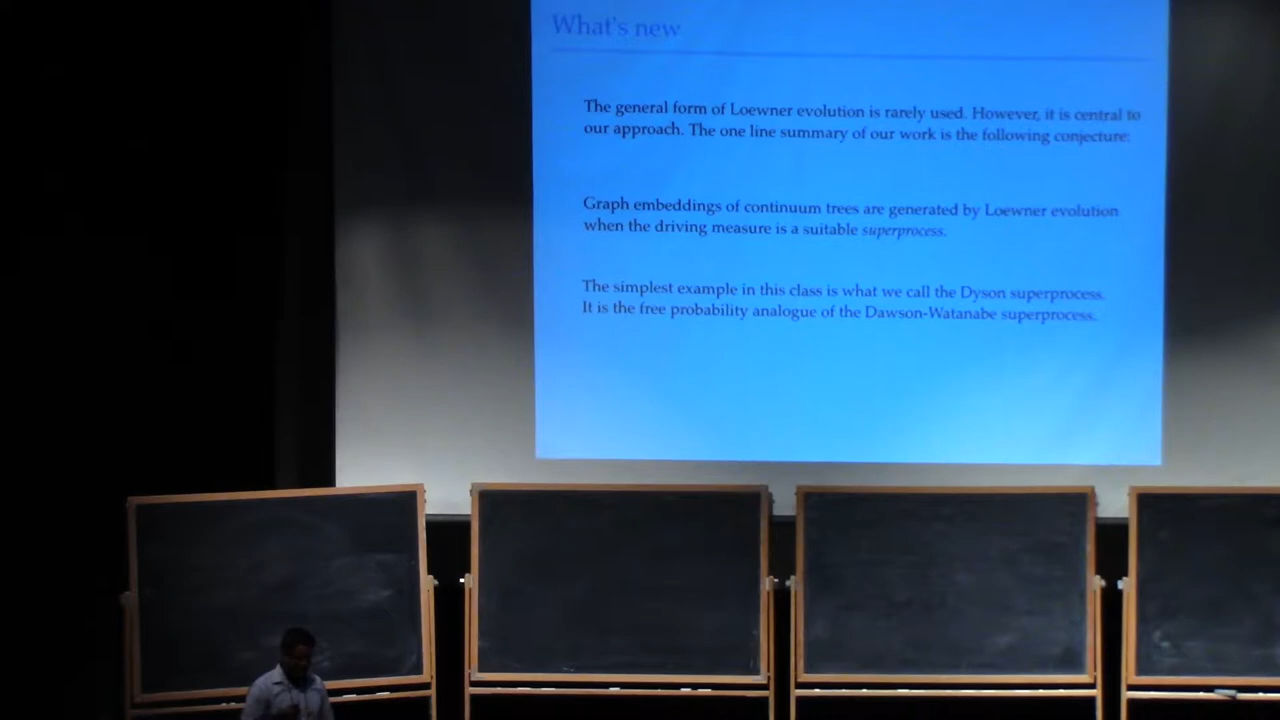 What's new
The general form of Loewner evolution is rarely used. However, it is central to
our approach. The one line summary of our work is the following conjecture:
Graph embeddings of continuum trees are generated by Loewner evolution
when the driving measure is a suitable superprocess.
The simplest example in this class is what we call the Dyson superprocess.
It is the free probability analogue of the Dawson-Watanabe superprocess.